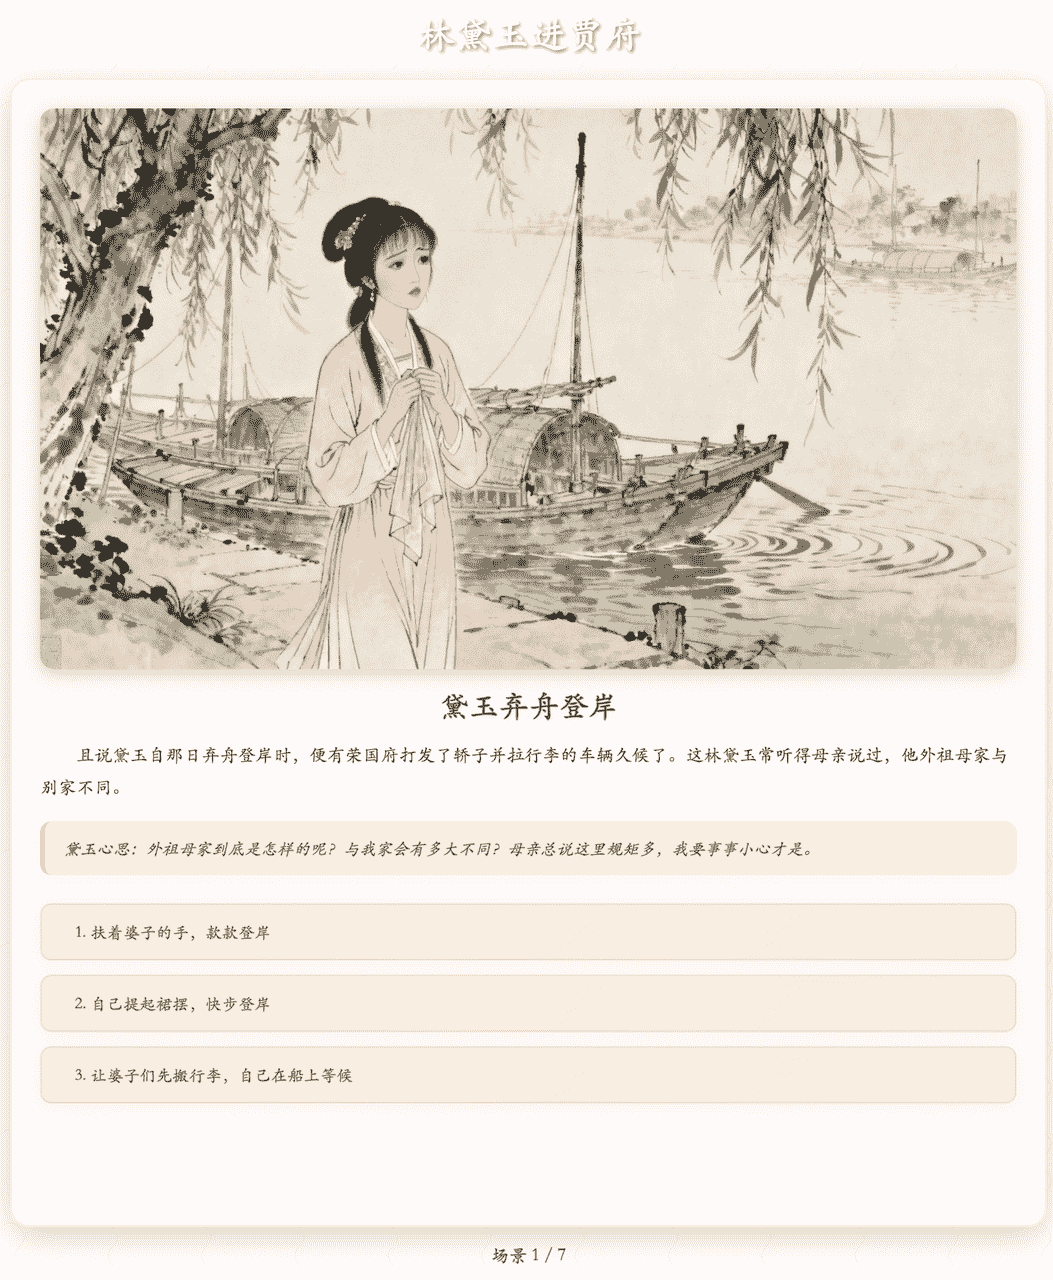 林黛玉进贾府
黛玉弃舟登岸
且说黛玉自那日弃舟登岸时，便有荣国府打发了轿子并拉行李的车辆久候了。这林黛玉常听得母亲说过，他外祖母家与
别家不同。
黛玉心思：外祖母家到底是怎样的呢？与我家会有多大不同？母亲总说这里规矩多，我要事事小心才是。
1. 扶着婆子的手，款款登岸
2. 自己提起裙摆，快步登岸
3. 让婆子们先搬行李，自己在船上等候
场景 1 / 7